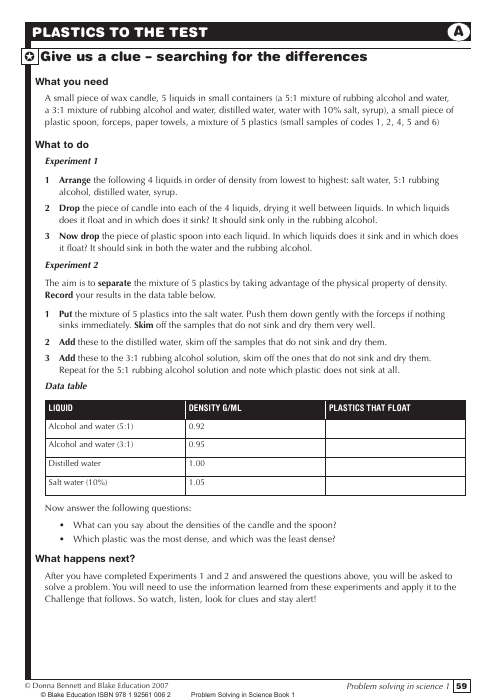 PLASTICS TO THE TEST
A
Give us a clue – searching for the differences
What you need
A small piece of wax candle, 5 liquids in small containers (a 5:1 mixture of rubbing alcohol and water,
a 3:1 mixture of rubbing alcohol and water, distilled water, water with 10% salt, syrup), a small piece of
plastic spoon, forceps, paper towels, a mixture of 5 plastics (small samples of codes 1, 2, 4, 5 and 6)
What to do
Experiment 1
1 Arrange the following 4 liquids in order of density from lowest to highest: salt water, 5:1 rubbing
alcohol, distilled water, syrup.
2 Drop the piece of candle into each of the 4 liquids, drying it well between liquids. In which liquids
does it float and in which does it sink? It should sink only in the rubbing alcohol.
3 Now drop the piece of plastic spoon into each liquid. In which liquids does it sink and in which does
it float? It should sink in both the water and the rubbing alcohol.
Experiment 2
The aim is to separate the mixture of 5 plastics by taking advantage of the physical property of density.
Record your results in the data table below.
1 Put the mixture of 5 plastics into the salt water. Push them down gently with the forceps if nothing
sinks immediately. Skim off the samples that do not sink and dry them very well.
2 Add these to the distilled water, skim off the samples that do not sink and dry them.
3 Add these to the 3:1 rubbing alcohol solution, skim off the ones that do not sink and dry them.
Repeat for the 5:1 rubbing alcohol solution and note which plastic does not sink at all.
Data table
LIQUID DENSITY G/ML PLASTICS THAT FLOAT
Alcohol and water (5:1) 0.92
Alcohol and water (3:1) 0.95
Distilled water 1.00
Salt water (10%) 1.05
Now answer the following questions:
• What can you say about the densities of the candle and the spoon?
• Which plastic was the most dense, and which was the least dense?
What happens next?
After you have completed Experiments 1 and 2 and answered the questions above, you will be asked to
solve a problem. You will need to use the information learned from these experiments and apply it to the
Challenge that follows. So watch, listen, look for clues and stay alert!
© Donna Bennett and Blake Education 2007 Problem solving in science 1 59
© Blake Education ISBN 978 1 92561 006 2 Problem Solving in Science Book 1